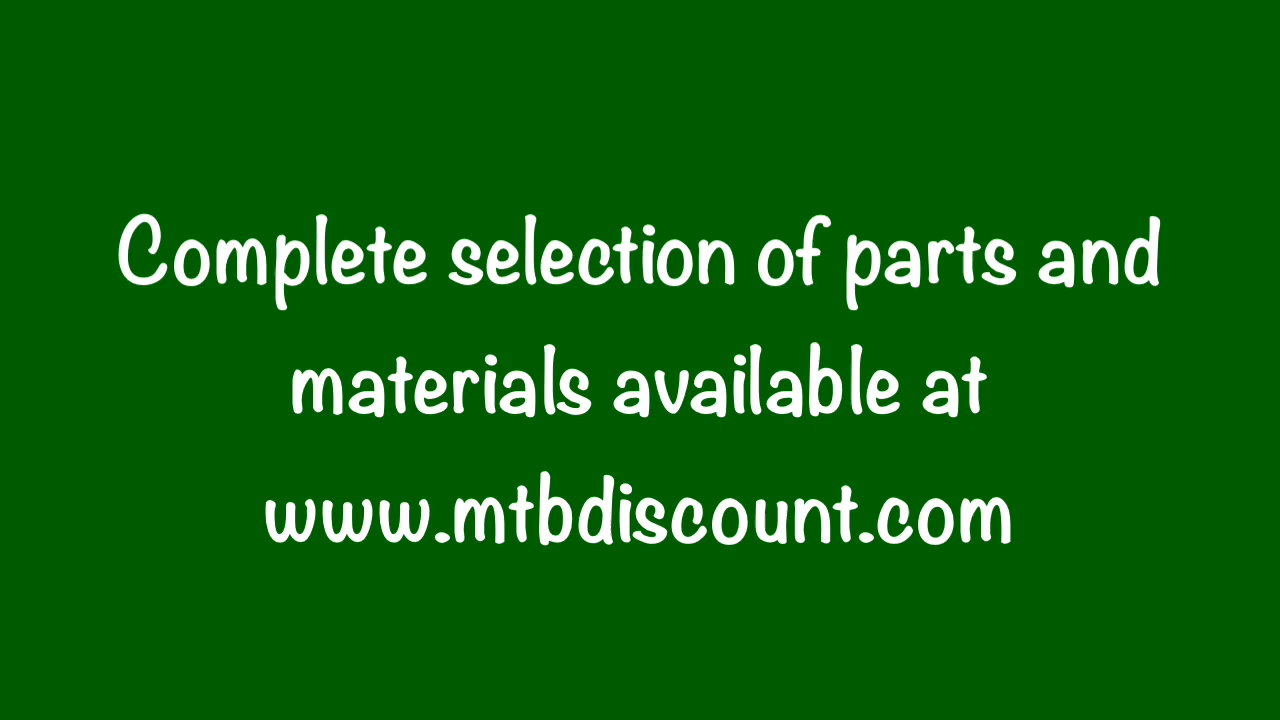 Complete selection of parts and
materials available at
www.mtbdiscount.com